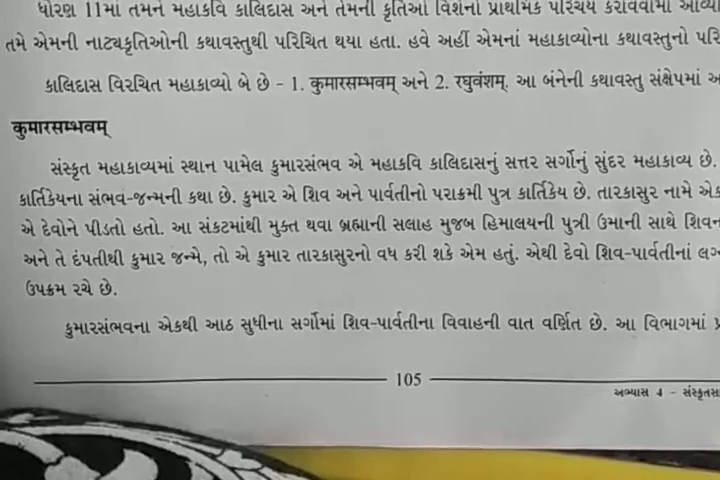 ધોરણ 11માં તમને મહાકવિ કાલિદાસ અને તેમની કૃતિઓ વિશેનો પ્રાથમિક પરિચય કરાવવામાં
તમે એમની નાટ્યકૃતિઓની કથાવસ્તુથી પરિચિત થયા હતા. હવે અહીં એમનાં મહાકાવ્યોના કથાવસ્તુનો
કાલિદાસ વિરચિત મહાકાવ્યો બે છે - 1. कुमारसम्भवम् અને 2. रघुवंशम्. આ બંનેની કથાવસ્તુ સંક્ષેપમાં
कुमारसम्भवम्
સંસ્કૃત મહાકાવ્યમાં સ્થાન પામેલ કુમારસંભવ એ મહાકવિ કાલિદાસનું સત્તર સર્ગોનું સુંદર મહાકાવ્ય છે.
કાર્તિકેયના સંભવ-જન્મની કથા છે. કુમાર એ શિવ અને પાર્વતીનો પરાક્રમી પુત્ર કાર્તિકેય છે. તારકાસુર નામે
એ દેવોને પીડતો હતો. આ સંકટમાંથી મુક્ત થવા બ્રહ્માની સલાહ મુજબ હિમાલયની પુત્રી ઉમાની સાથે
અને તે દંપતીથી કુમાર જન્મે, તો એ કુમાર તારકાસુરનો વધ કરી શકે એમ હતું. એથી દેવો શિવ-પાર્વતીનાં
ઉપક્રમ રચે છે.
કુમારસંભવના એકથી આઠ સુધીના સર્ગોમાં શિવ-પાર્વતીના વિવાહની વાત વર્ણિત છે. આ વિભાગમાં
105
અભ્યાસ 4 -